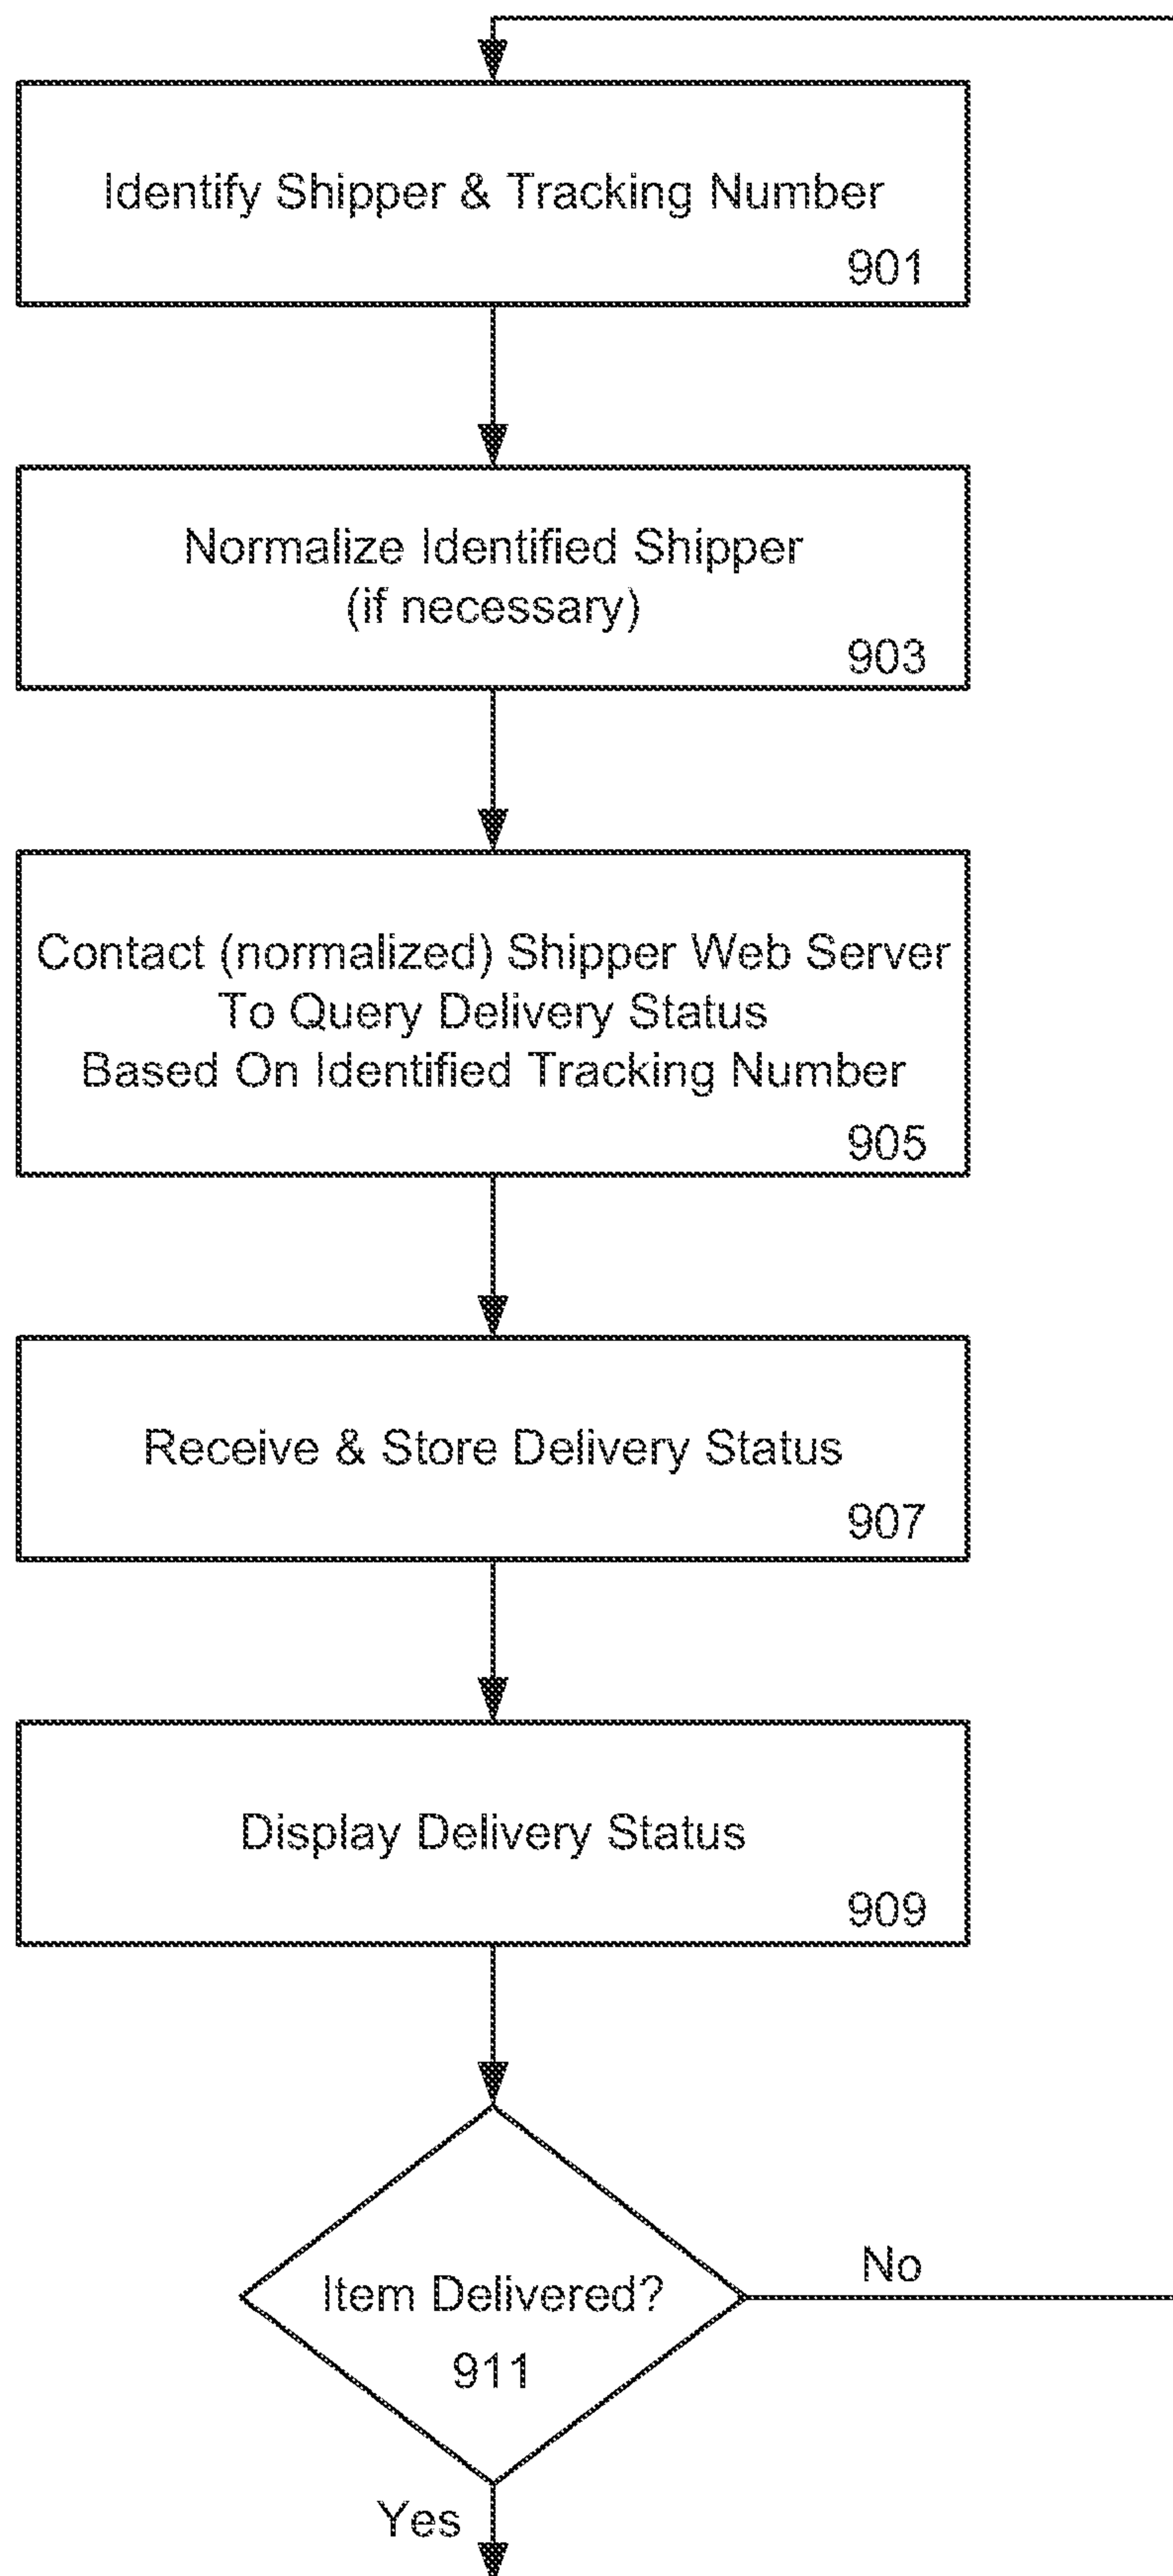 Identify Shipper & Tracking Number
901
Normalize Identified Shipper
(if necessary)
903
Contact (normalized) Shipper Web Server
To Query Delivery Status
Based On Identified Tracking Number
905
Receive & Store Delivery Status
907
Display Delivery Status
909
Item Delivered?
911
No
Yes